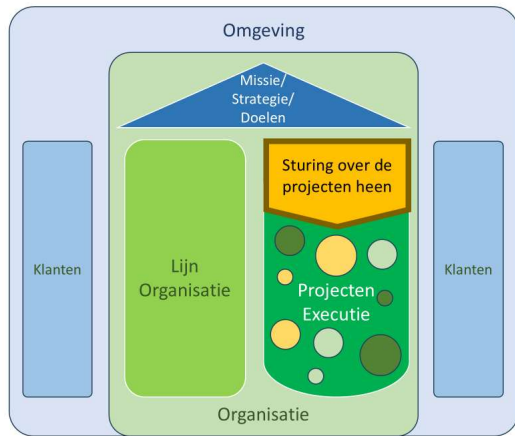 Omgeving
Missie/
Strategie/
Doelen
Sturing over de
projecten heen
Klanten
Lijn
Organisatie
Projecten
Executie
Klanten
Organisatie